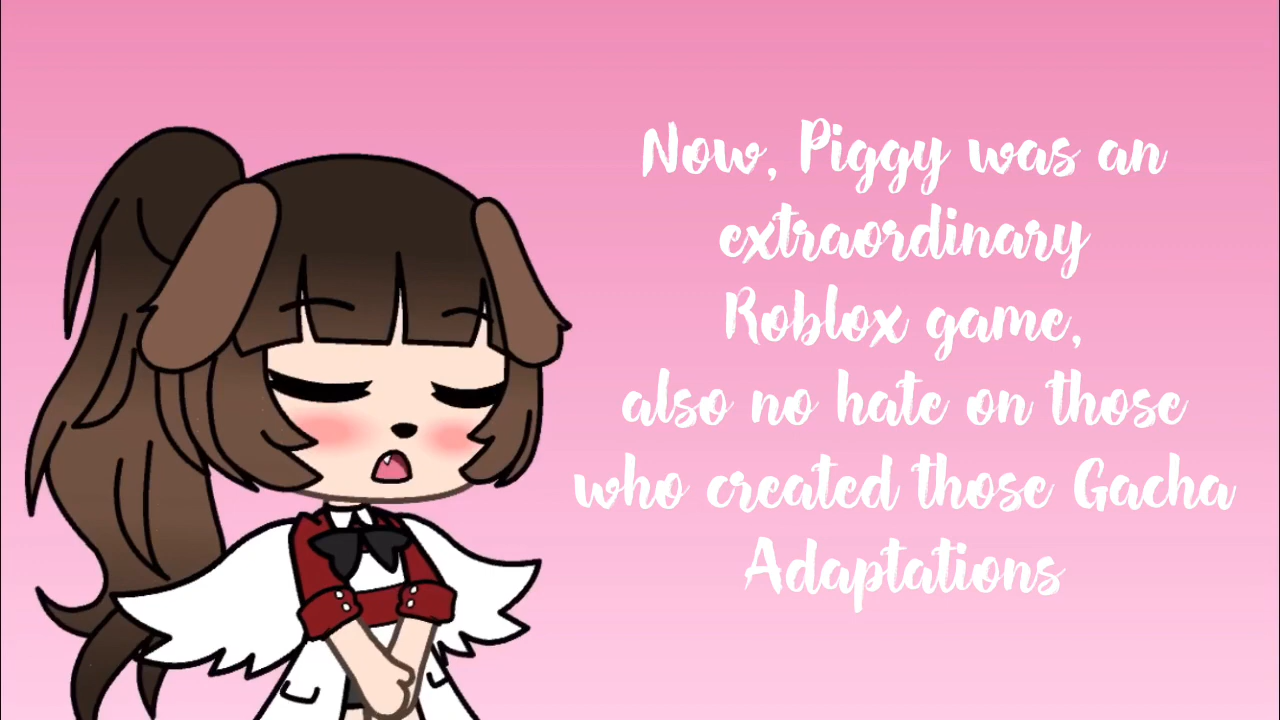 Now, Piggy was an
extraordinary
Roblox game,
also no hate on those
who created those Gacha
Adaptations